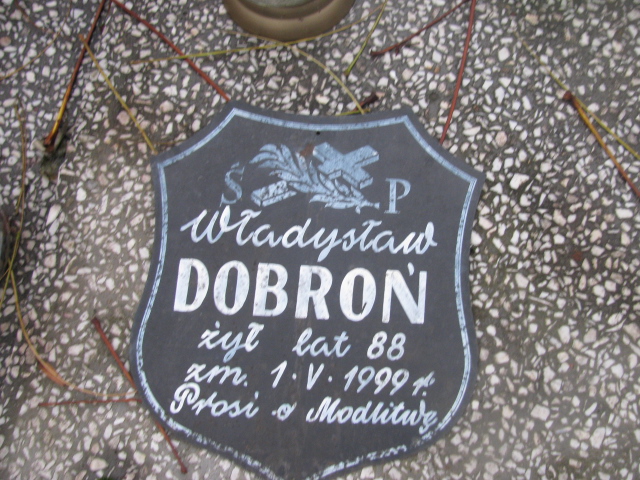 Ś P
Władysław
DOBROŃ
żył lat 88
zm. 1·V·1999 r.
Prosi o Modlitwę